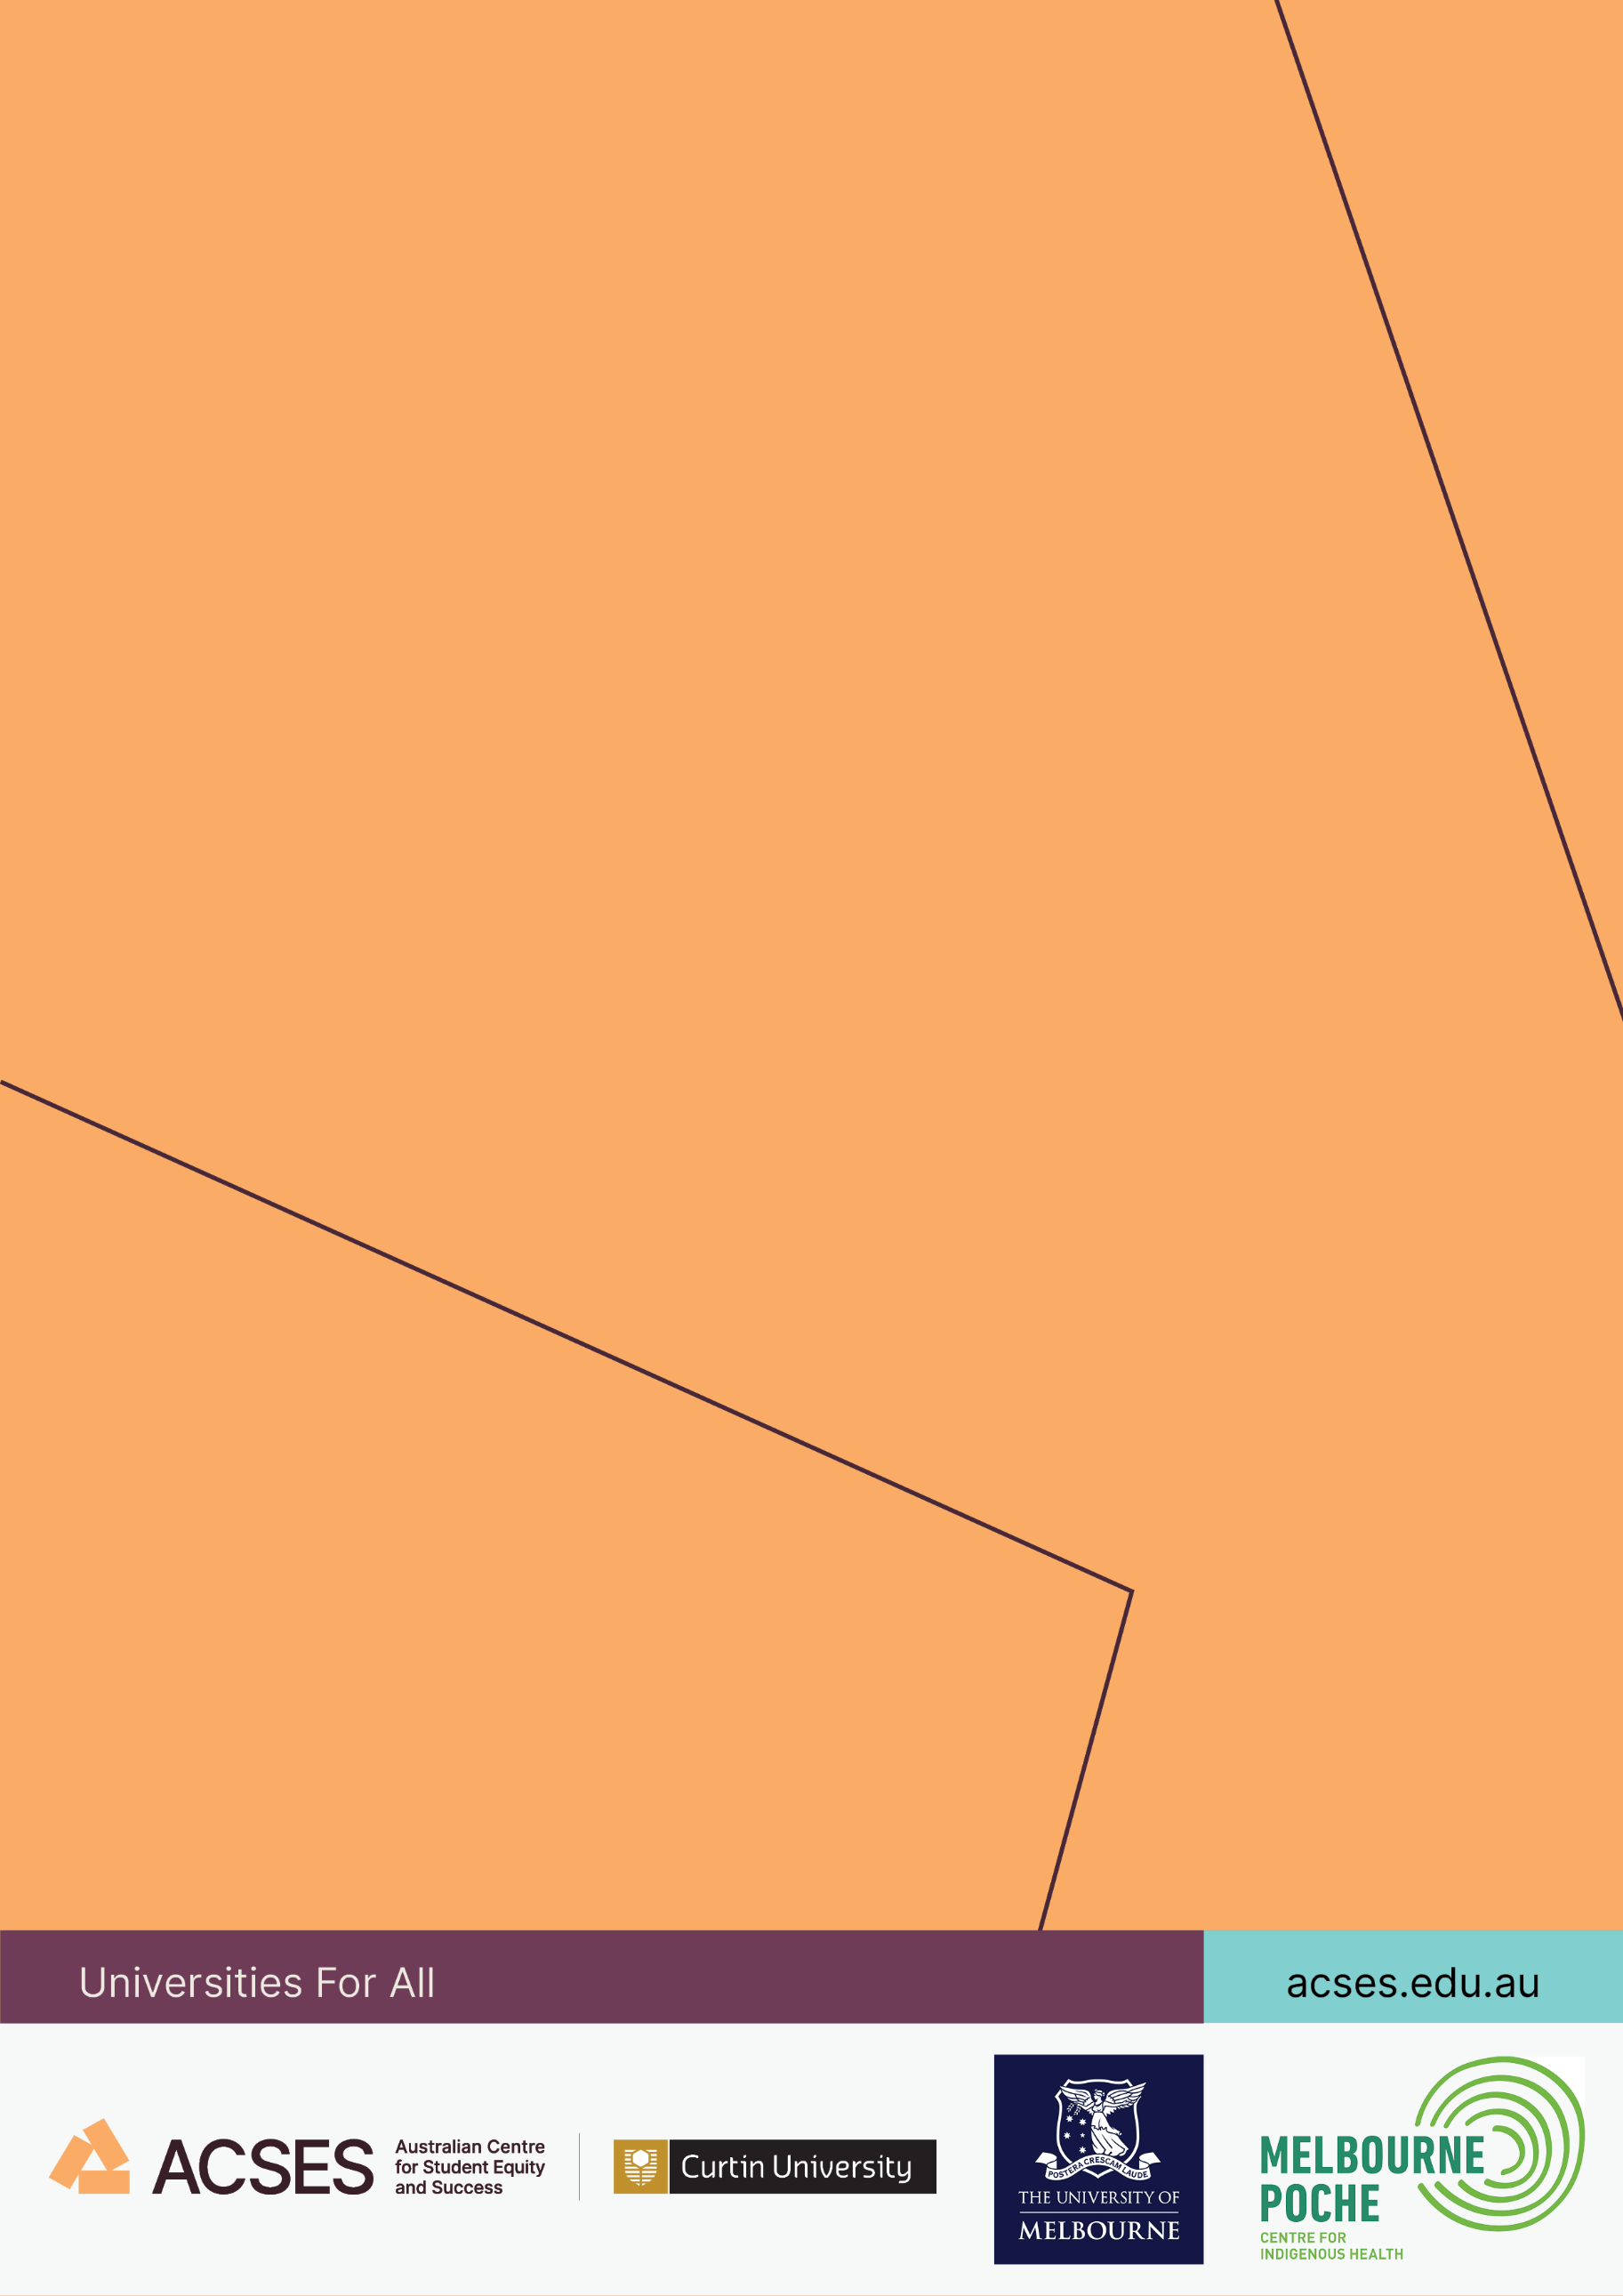 Universities For All
acses.edu.au
ACSES
Australian Centre
for Student Equity
and Success
Curtin University
POSTERA CRESCAM LAUDE
THE UNIVERSITY OF
MELBOURNE
MELBOURNE
POCHE
CENTRE FOR
INDIGENOUS HEALTH